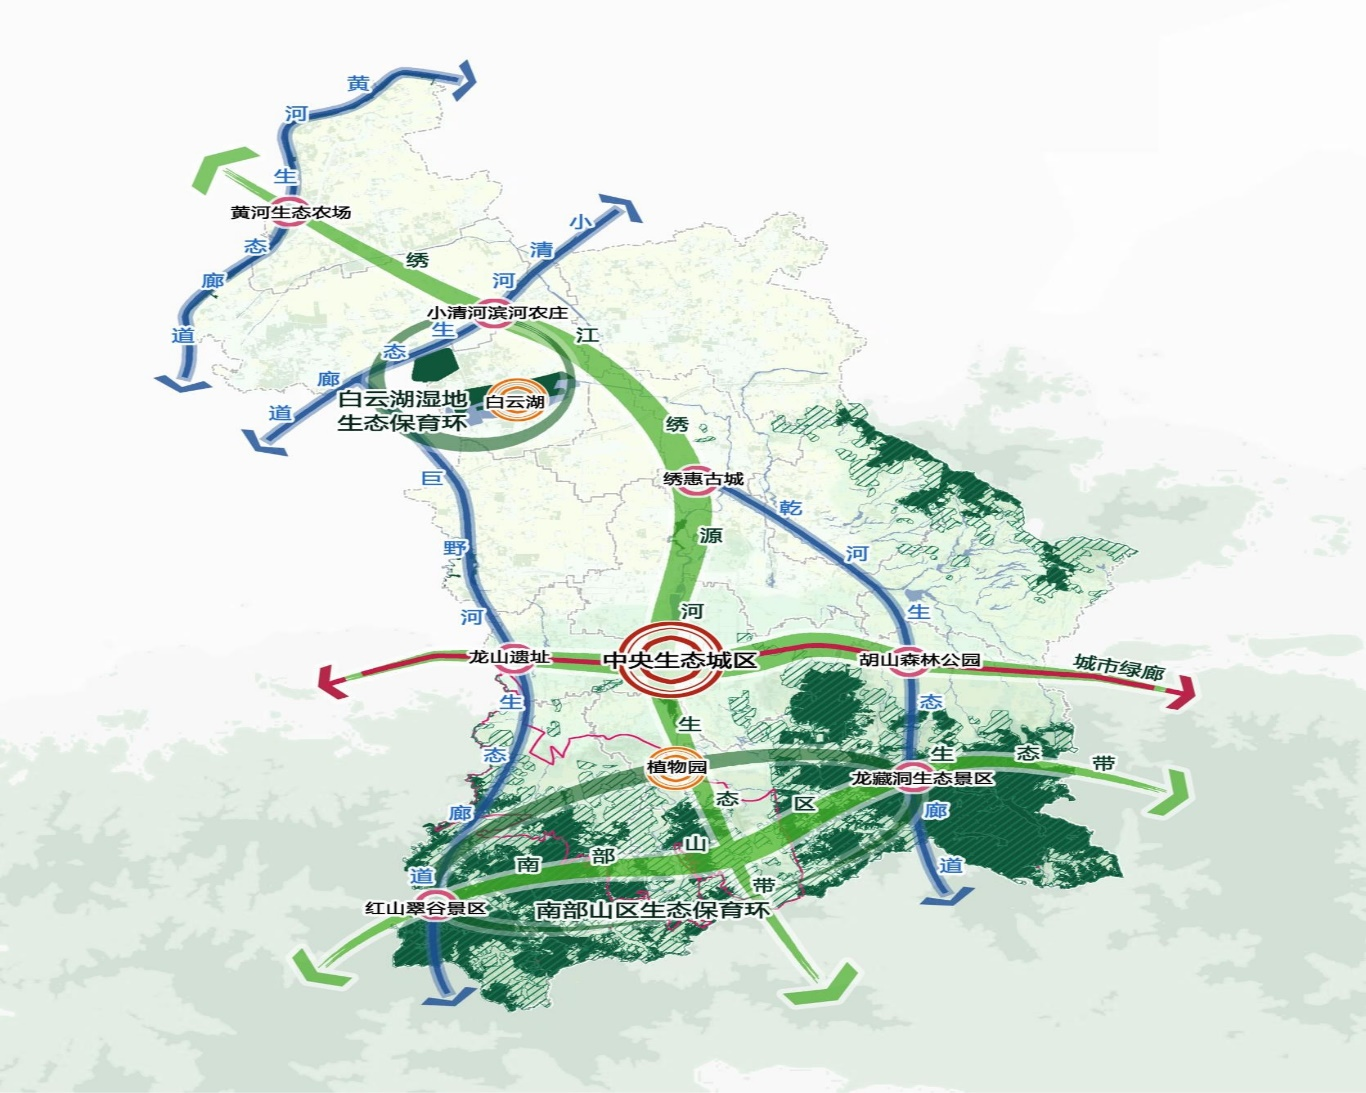 黄河生态廊道
黄河生态农场
小清河生态廊道
小清河滨河农庄
绣江
白云湖
白云湖湿地
生态保育环
绣源河生态带
绣惠古城
巨野河生态廊道
乾河生态廊道
龙山遗址
中央生态城区
胡山森林公园
城市绿廊
植物园
龙藏洞生态景区
南部山区生态带
红山翠谷景区
南部山区生态保育环